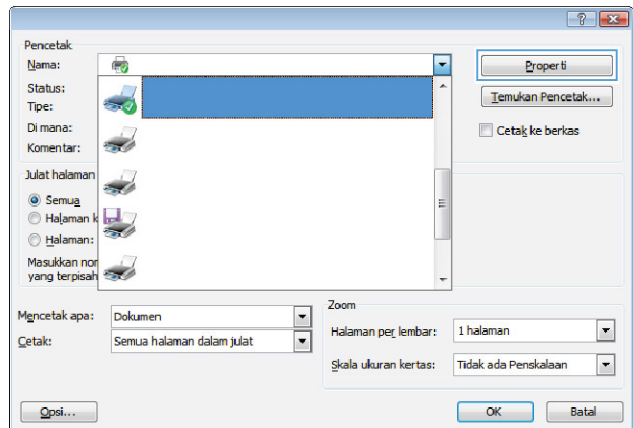 Pencetak
Nama:
Properti
Status:
Tipe:
Temukan Pencetak...
Di mana:
Cetak ke berkas
Komentar:
Julat halaman
Semua
Halaman k
Halaman:
Masukkan nor
yang terpisah
Mencetak apa: Dokumen
Cetak: Semua halaman dalam julat
Zoom
Halaman per lembar: 1 halaman
Skala ukuran kertas: Tidak ada Penskalaan
Opsi...
OK Batal